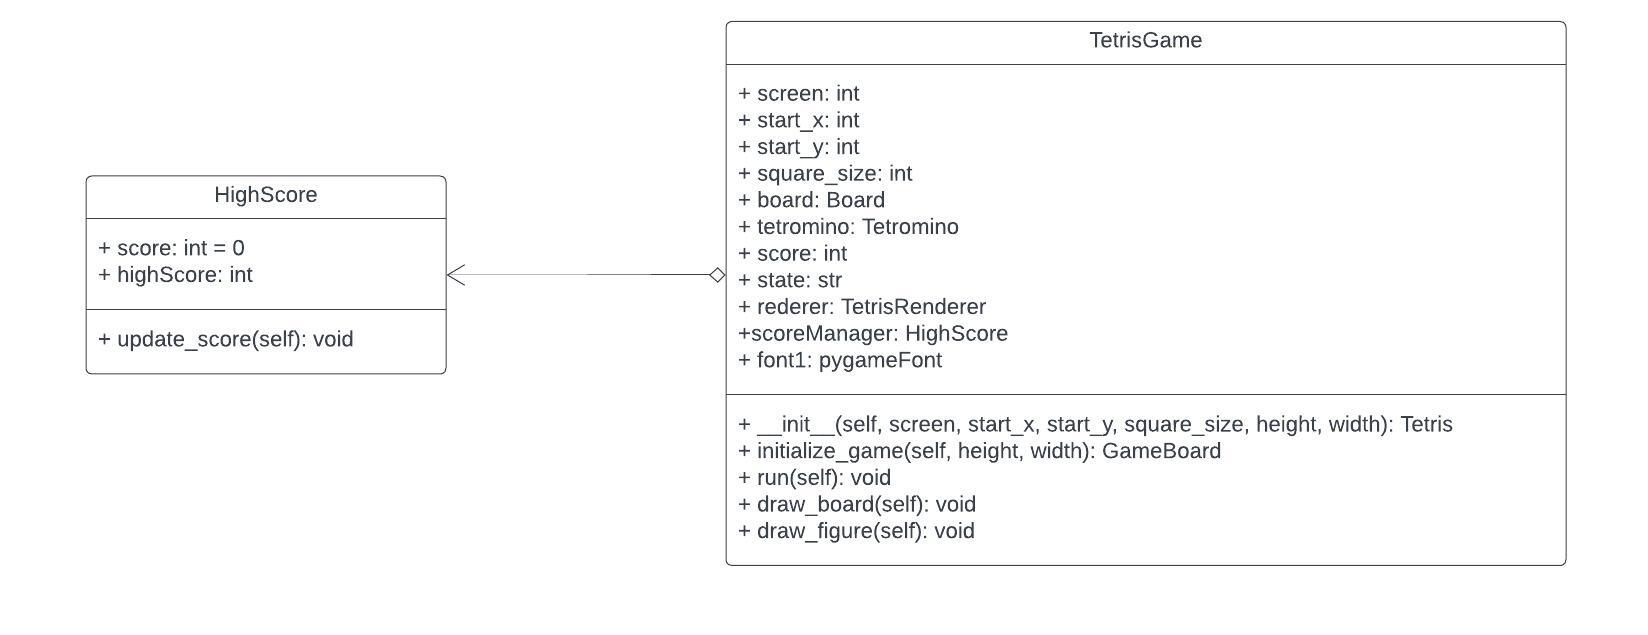 HighScore
+ score: int = 0
+ highScore: int
+ update_score(self): void
TetrisGame
+ screen: int
+ start_x: int
+ start_y: int
+ square_size: int
+ board: Board
+ tetromino: Tetromino
+ score: int
+ state: str
+ rederer: TetrisRenderer
+scoreManager: HighScore
+ font1: pygameFont
+ __init__(self, screen, start_x, start_y, square_size, height, width): Tetris
+ initialize_game(self, height, width): GameBoard
+ run(self): void
+ draw_board(self): void
+ draw_figure(self): void